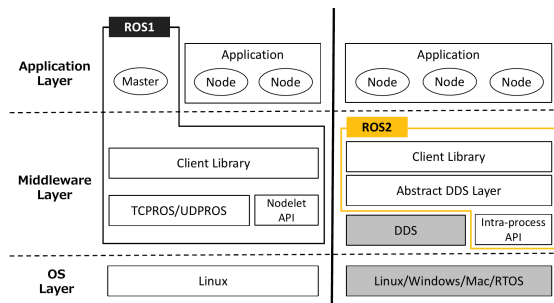 ROS1
Application
Layer
Master
Application
Node
Node
Application
Node
Node
Node
Middleware
Layer
Client Library
TCPROS/UDPROS
Nodelet
API
ROS2
Client Library
Abstract DDS Layer
DDS
Intra-process
API
OS
Layer
Linux
Linux/Windows/Mac/RTOS